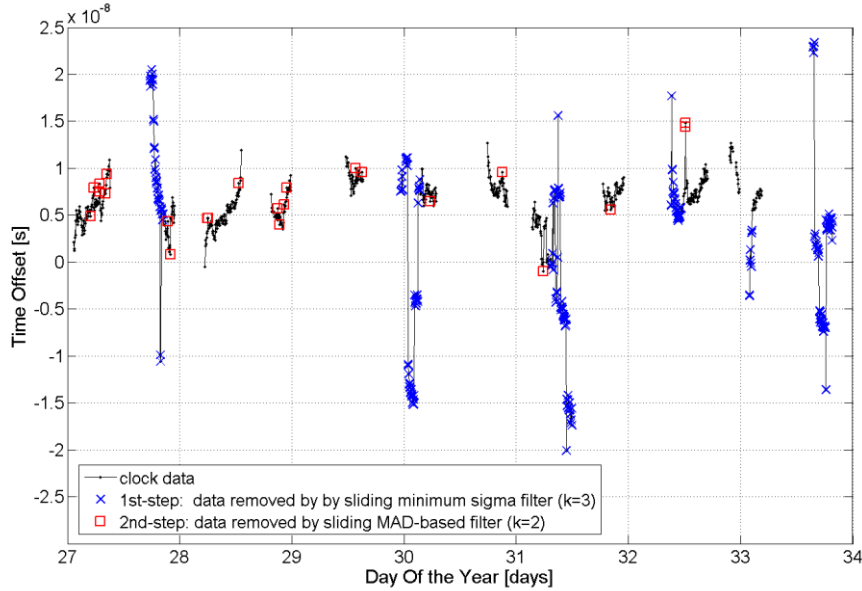 × 10⁻⁸
2.5
2
1.5
1
0.5
0
-0.5
-1
-1.5
-2
-2.5
Time Offset [s]
clock data
1st-step: data removed by by sliding minimum sigma filter (k=3)
2nd-step: data removed by sliding MAD-based filter (k=2)
27 28 29 30 31 32 33 34
Day Of the Year [days]